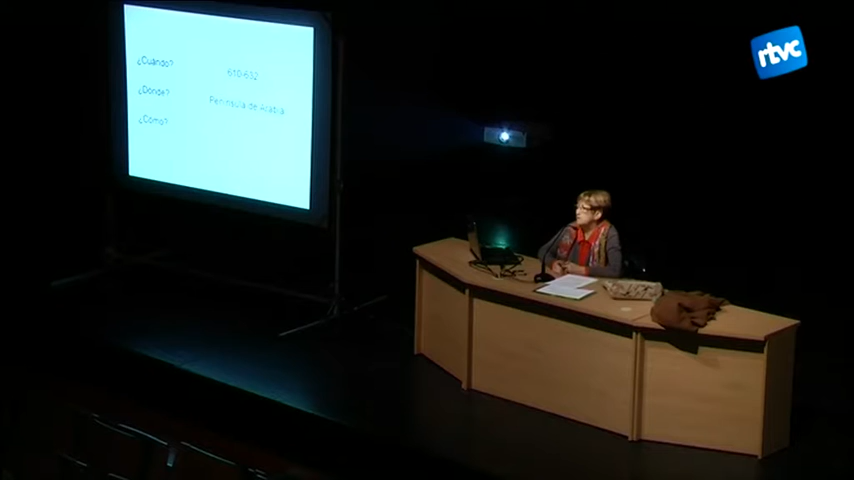 ¿Cuándo?
610-632
¿Dónde?
Península de Arabia
¿Cómo?
rtvc